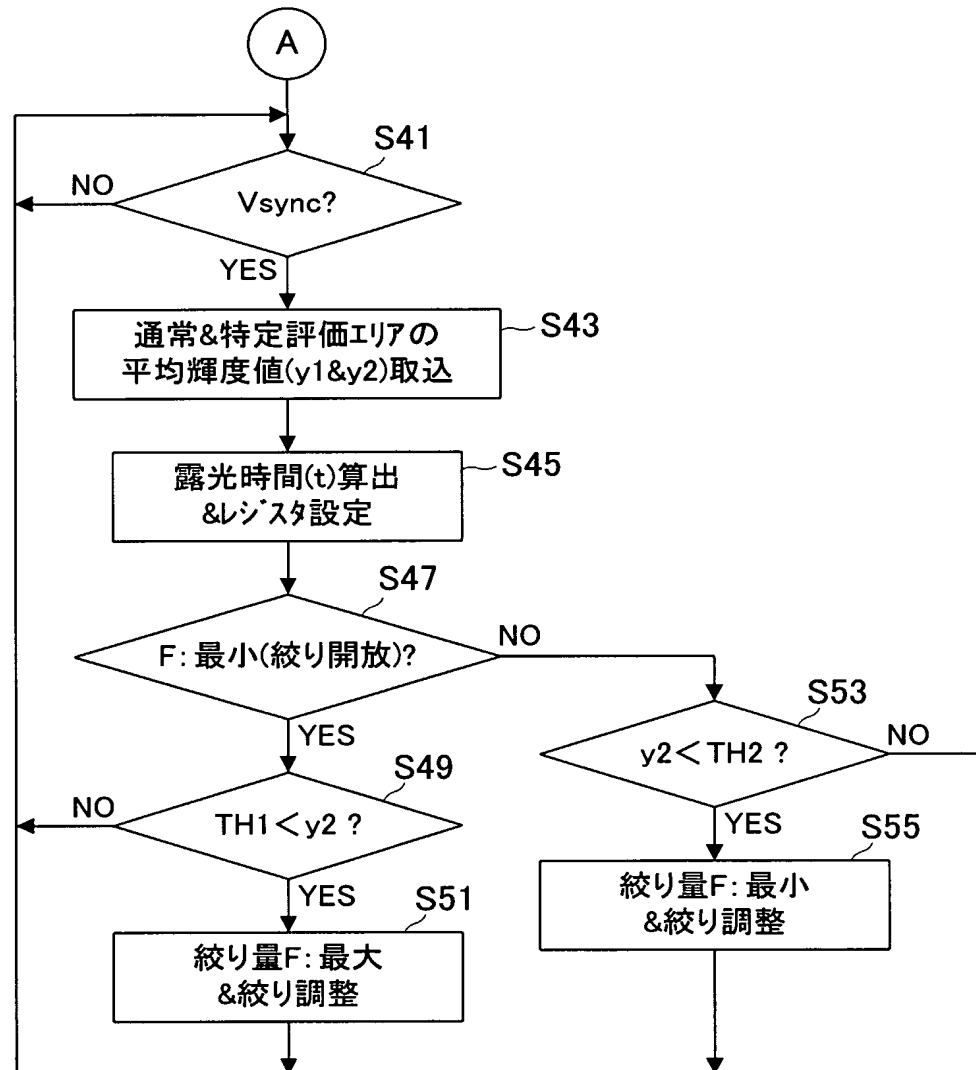 A
S41
NO
Vsync?
YES
S43
通常&特定評価エリアの
平均輝度値(y1&y2)取込
S45
露光時間(t)算出
&レジスタ設定
S47
F:最小(絞り開放)?
NO
YES
S53
y2<TH2 ?
NO
YES
S49
NO
TH1<y2 ?
YES
S55
絞り量F:最小
&絞り調整
S51
絞り量F:最大
&絞り調整